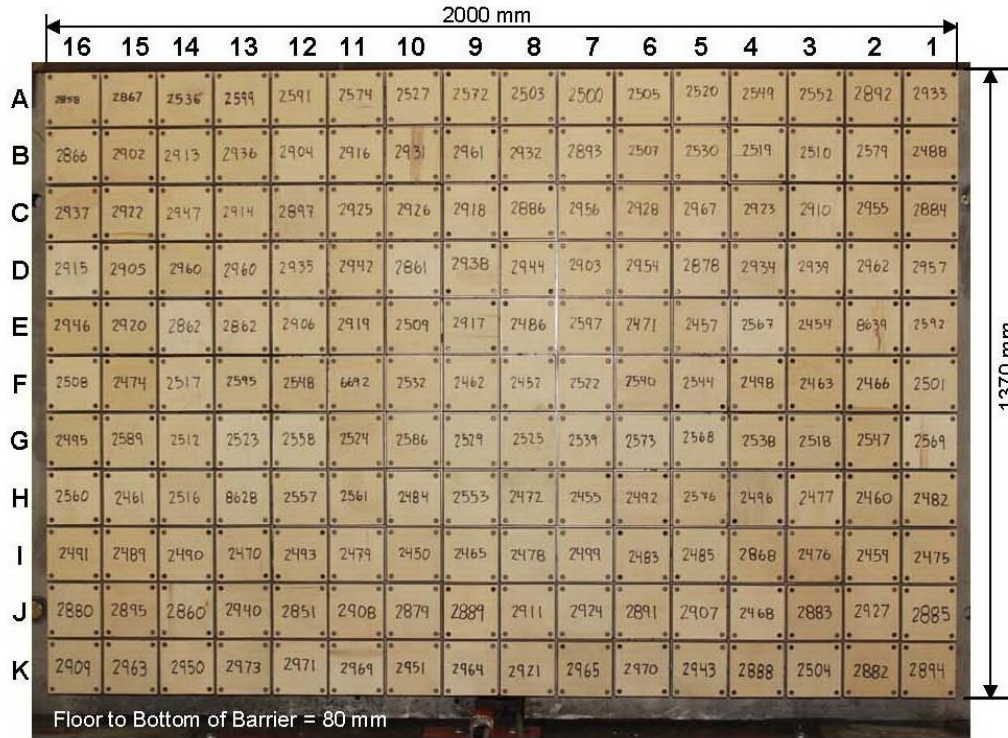 2000 mm
16 15 14 13 12 11 10 9 8 7 6 5 4 3 2 1
A 2858 2867 2536 2599 2591 2574 2527 2572 2503 2500 2505 2520 2549 2552 2892 2933
B 2866 2902 2913 2936 2904 2916 2931 2961 2932 2893 2507 2530 2519 2510 2579 2488
C 2937 2922 2947 2914 2897 2925 2926 2918 2886 2956 2928 2967 2923 2910 2955 2884
D 2915 2905 2960 2960 2935 2942 2861 2938 2944 2903 2954 2878 2934 2939 2962 2957
E 2946 2920 2862 2862 2906 2919 2509 2917 2486 2597 2471 2457 2567 2454 8639 2592
F 2508 2474 2517 2595 2548 6692 2532 2462 2452 2522 2540 2544 2498 2463 2466 2501
G 2495 2589 2512 2523 2558 2524 2586 2529 2525 2539 2573 2568 2538 2518 2547 2569
H 2560 2461 2516 8628 2557 2561 2484 2553 2472 2455 2492 2576 2496 2477 2460 2482
I 2491 2489 2490 2470 2493 2479 2450 2465 2478 2499 2483 2485 2868 2476 2459 2475
J 2880 2895 2860 2940 2851 2908 2879 2889 2911 2924 2891 2907 2468 2883 2927 2885
K 2909 2963 2950 2973 2971 2969 2951 2964 2921 2965 2970 2943 2888 2504 2882 2894
1370 mm
Floor to Bottom of Barrier = 80 mm